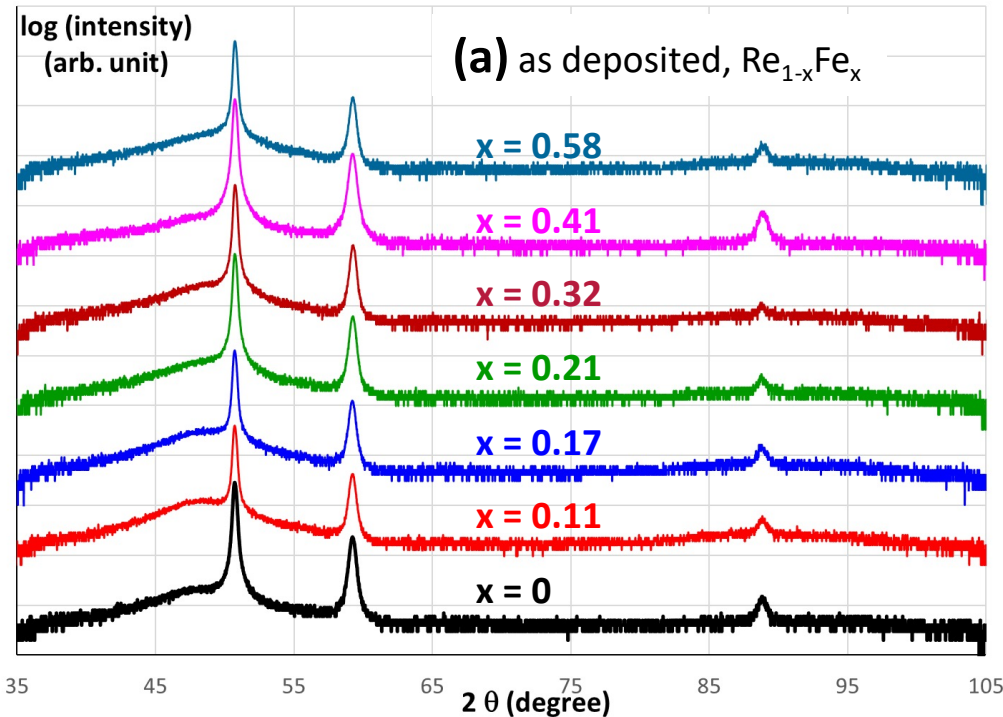 log (intensity)
(arb. unit)
(a) as deposited, Re₁₋ₓFeₓ
x = 0.58
x = 0.41
x = 0.32
x = 0.21
x = 0.17
x = 0.11
x = 0
35 45 55 65 75 85 95 105
2 θ (degree)